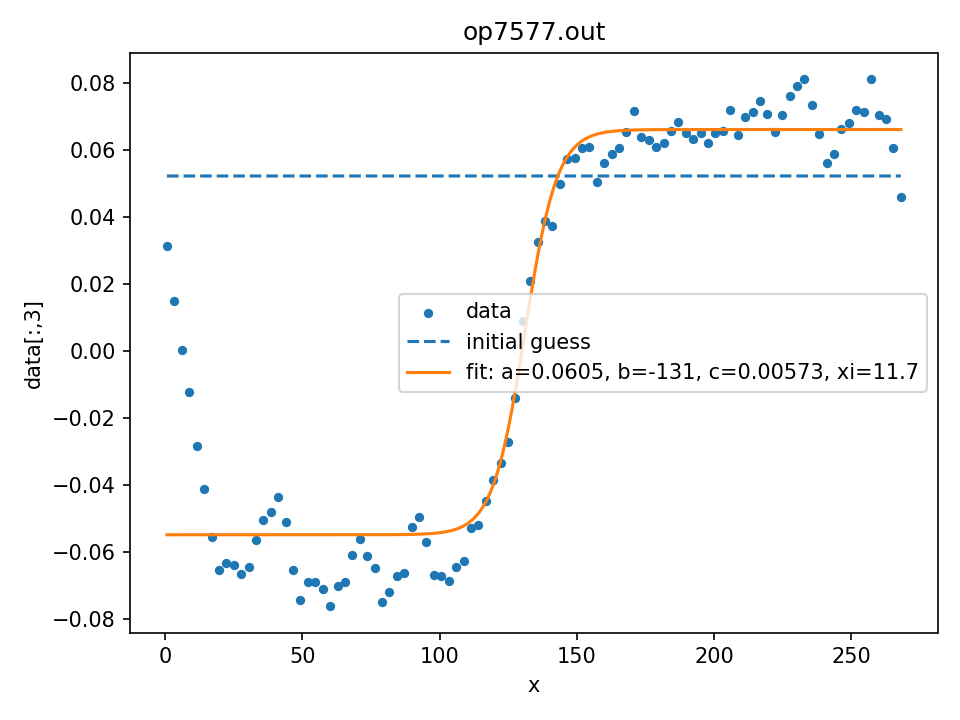 op7577.out
0.08
0.06
0.04
0.02
0.00
−0.02
−0.04
−0.06
−0.08
data[:,3]
data
initial guess
fit: a=0.0605, b=-131, c=0.00573, xi=11.7
0 50 100 150 200 250
x